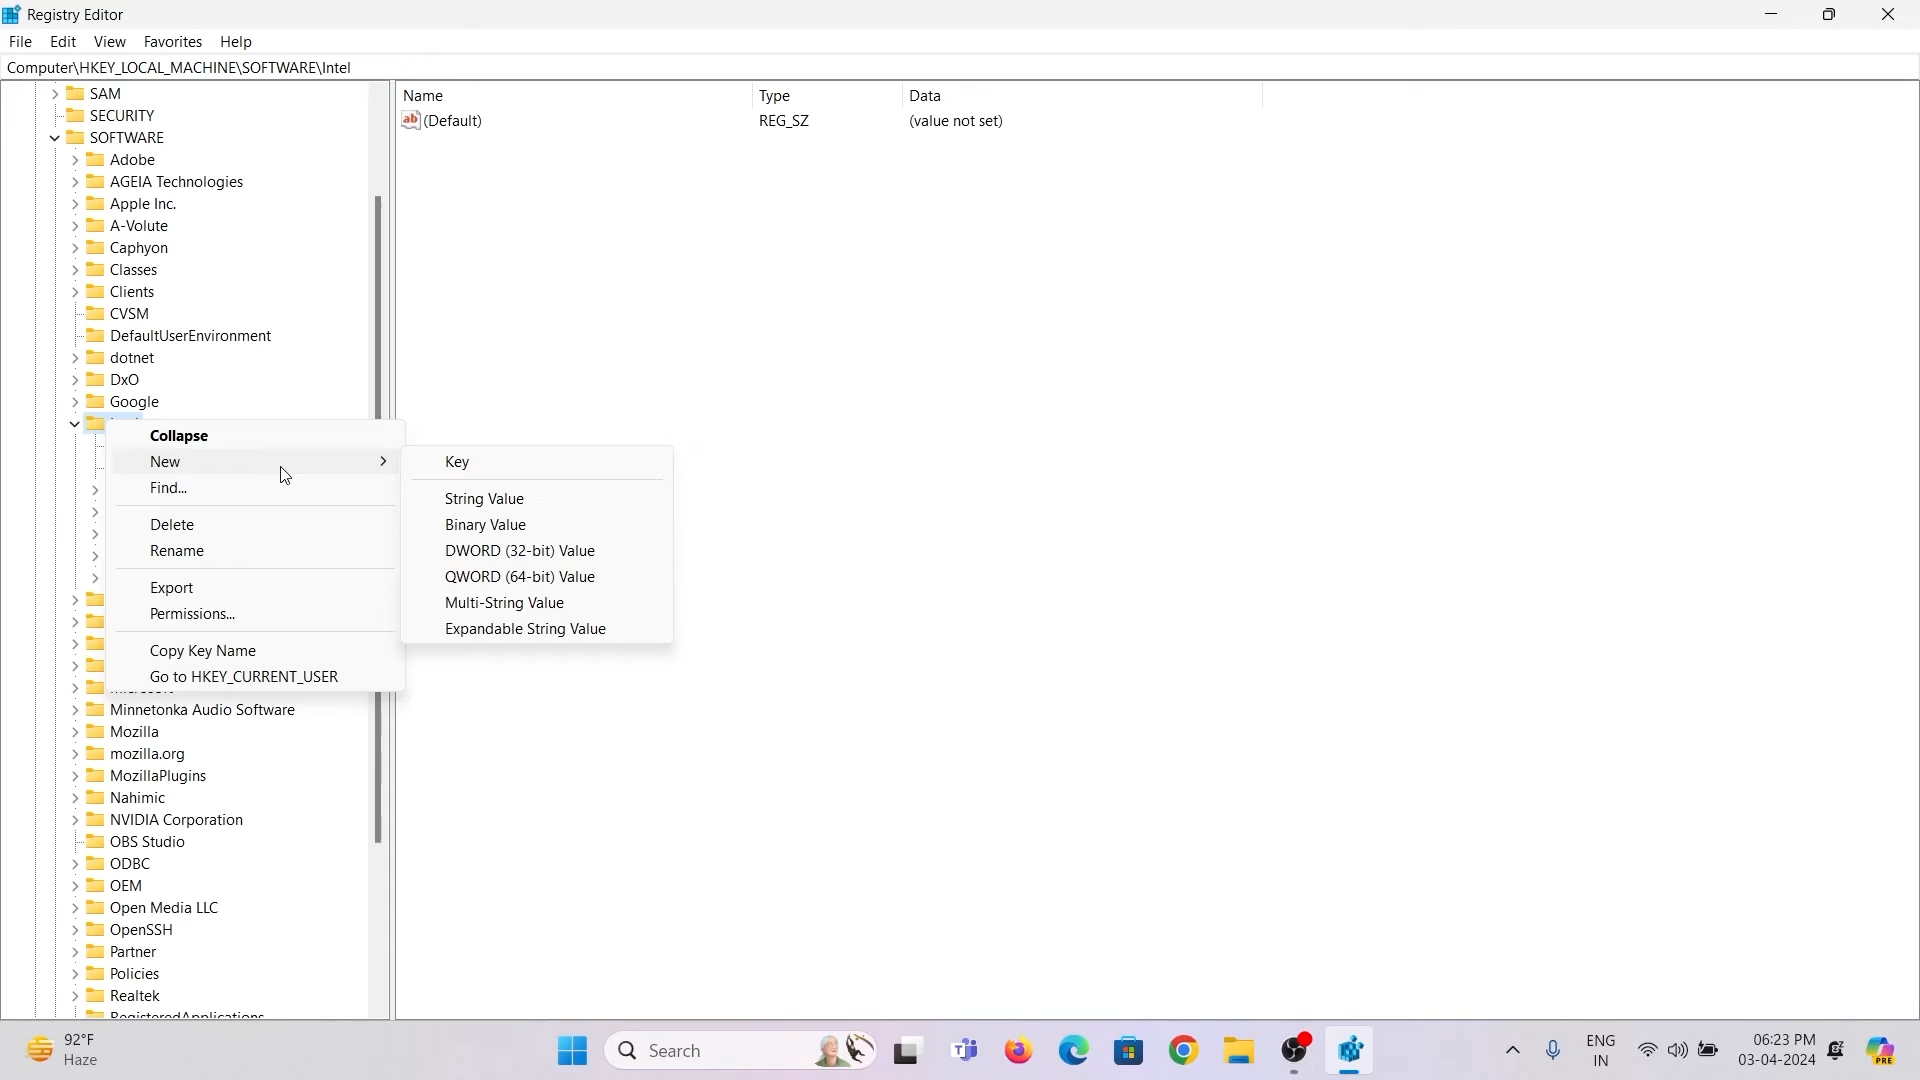 Registry Editor
File Edit View Favorites Help
Computer\HKEY_LOCAL_MACHINE\SOFTWARE\Intel
SAM
SECURITY
SOFTWARE
Adobe
AGEIA Technologies
Apple Inc.
A-Volute
Caphyon
Classes
Clients
CVSM
DefaultUserEnvironment
dotnet
DxO
Google
Collapse
New
Find...
Delete
Rename
Export
Permissions...
Copy Key Name
Go to HKEY_CURRENT_USER
Key
String Value
Binary Value
DWORD (32-bit) Value
QWORD (64-bit) Value
Multi-String Value
Expandable String Value
Minnetonka Audio Software
Mozilla
mozilla.org
MozillaPlugins
Nahimic
NVIDIA Corporation
OBS Studio
ODBC
OEM
Open Media LLC
OpenSSH
Partner
Policies
Realtek
RegisteredApplications
Name Type Data
ab (Default) REG_SZ (value not set)
92°F
Haze
Search
ENG
IN
06:23 PM
03-04-2024
PRE